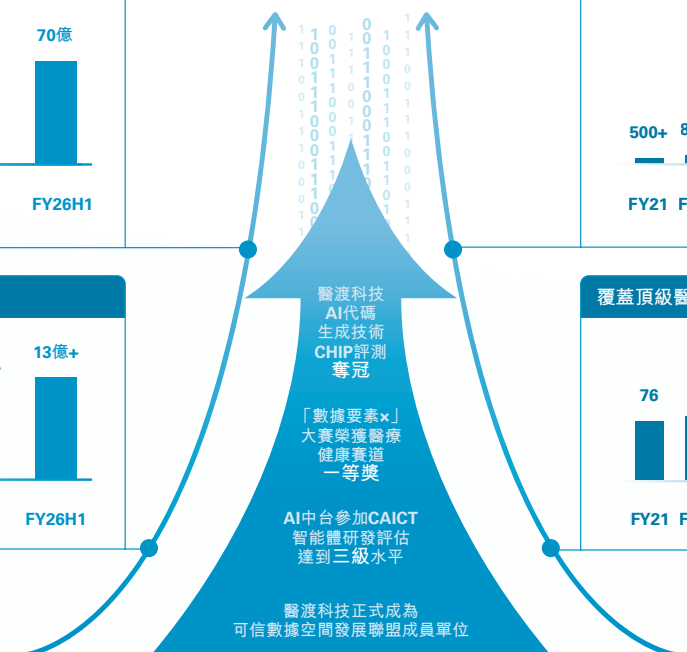 70億
FY26H1
13億+
FY26H1
醫渡科技
AI代碼
生成技術
CHIP評測
奪冠
「數據要素×」
大賽榮獲醫療
健康賽道
一等獎
AI中台參加CAICT
智能體研發評估
達到三級水平
醫渡科技正式成為
可信數據空間發展聯盟成員單位
500+ 8
FY21 F
覆蓋頂級醫
76
FY21 F